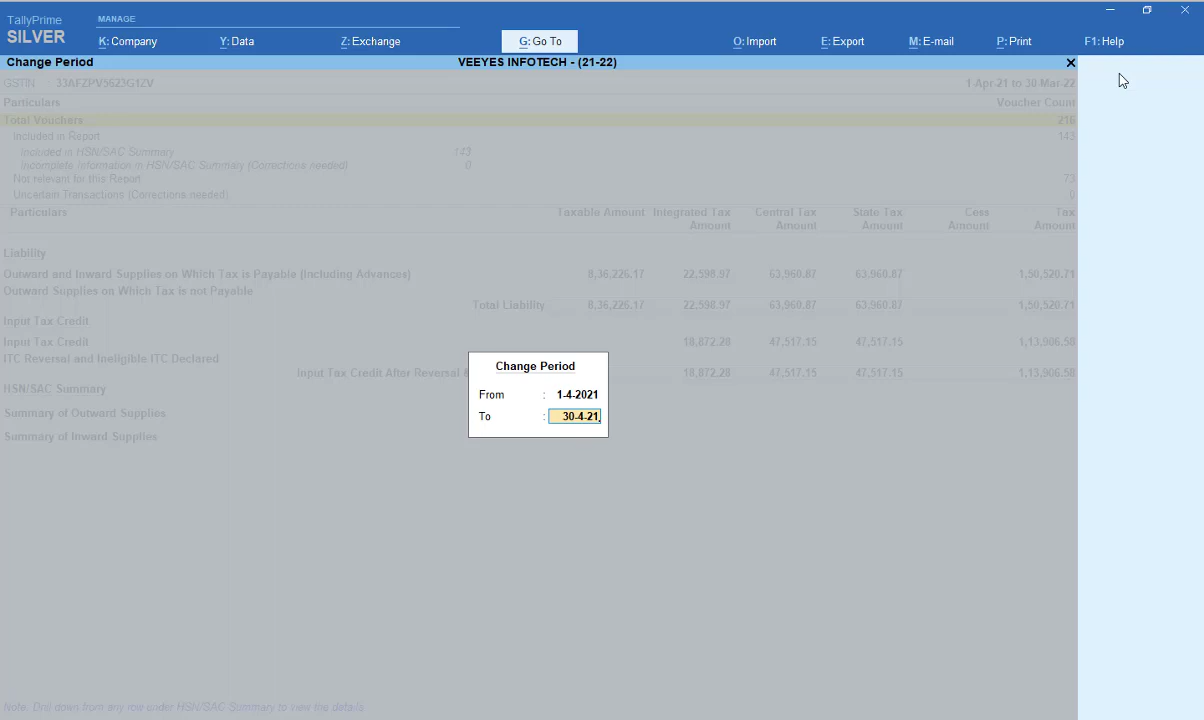 TallyPrime MANAGE
SILVER K: Company Y: Data Z: Exchange G: Go To O: Import E: Export M: E-mail P: Print F1: Help
Change Period VEEYES INFOTECH - (21-22)
GSTIN : 33AFZPV5623G1ZV 1 Apr-21 to 30 Mar-22
Particulars Voucher Count
Total Vouchers 216
Included in Report 143
Included in HSN/SAC Summary 143
Incomplete Information in HSN/SAC Summary (Corrections needed) 0
Not relevant for this Report 73
Uncertain Transactions (Corrections needed) 0
Particulars Taxable Amount Integrated Tax Central Tax State Tax Cess Tax
Amount Amount Amount Amount Amount
Liability
Outward and Inward Supplies on Which Tax is Payable (Including Advances) 8,36,226.17 22,598.97 63,960.87 63,960.87 1,50,520.71
Outward Supplies on Which Tax is not Payable
Total Liability 8,36,226.17 22,598.97 63,960.87 63,960.87 1,50,520.71
Input Tax Credit
Input Tax Credit 18,872.28 47,517.15 47,517.15 1,13,906.58
ITC Reversal and Ineligible ITC Declared
Input Tax Credit After Reversal & 18,872.28 47,517.15 47,517.15 1,13,906.58
HSN/SAC Summary
Summary of Outward Supplies
Summary of Inward Supplies
Change Period
From : 1-4-2021
To : 30-4-21
Note: Drill down from any role under HSN/SAC Summary to view the details